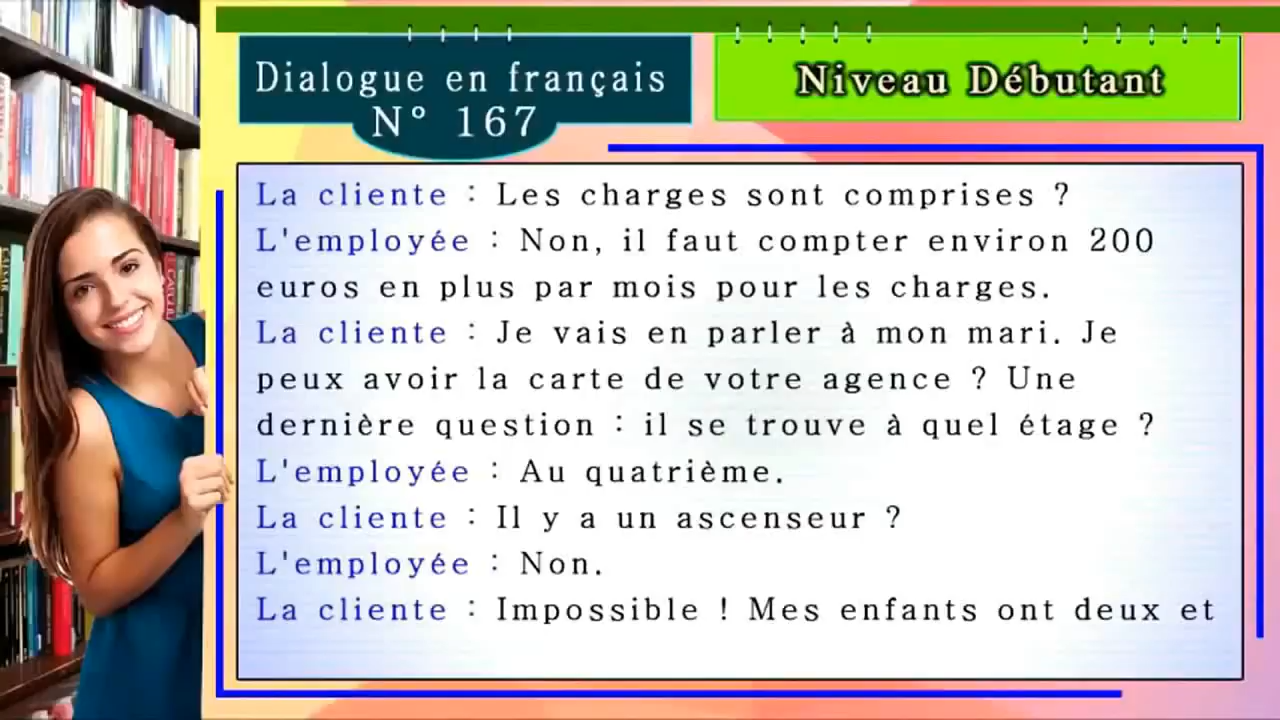 Dialogue en français
N° 167
Niveau Débutant
La cliente : Les charges sont comprises ?
L'employée : Non, il faut compter environ 200
euros en plus par mois pour les charges.
La cliente : Je vais en parler à mon mari. Je
peux avoir la carte de votre agence ? Une
dernière question : il se trouve à quel étage ?
L'employée : Au quatrième.
La cliente : Il y a un ascenseur ?
L'employée : Non.
La cliente : Impossible ! Mes enfants ont deux et